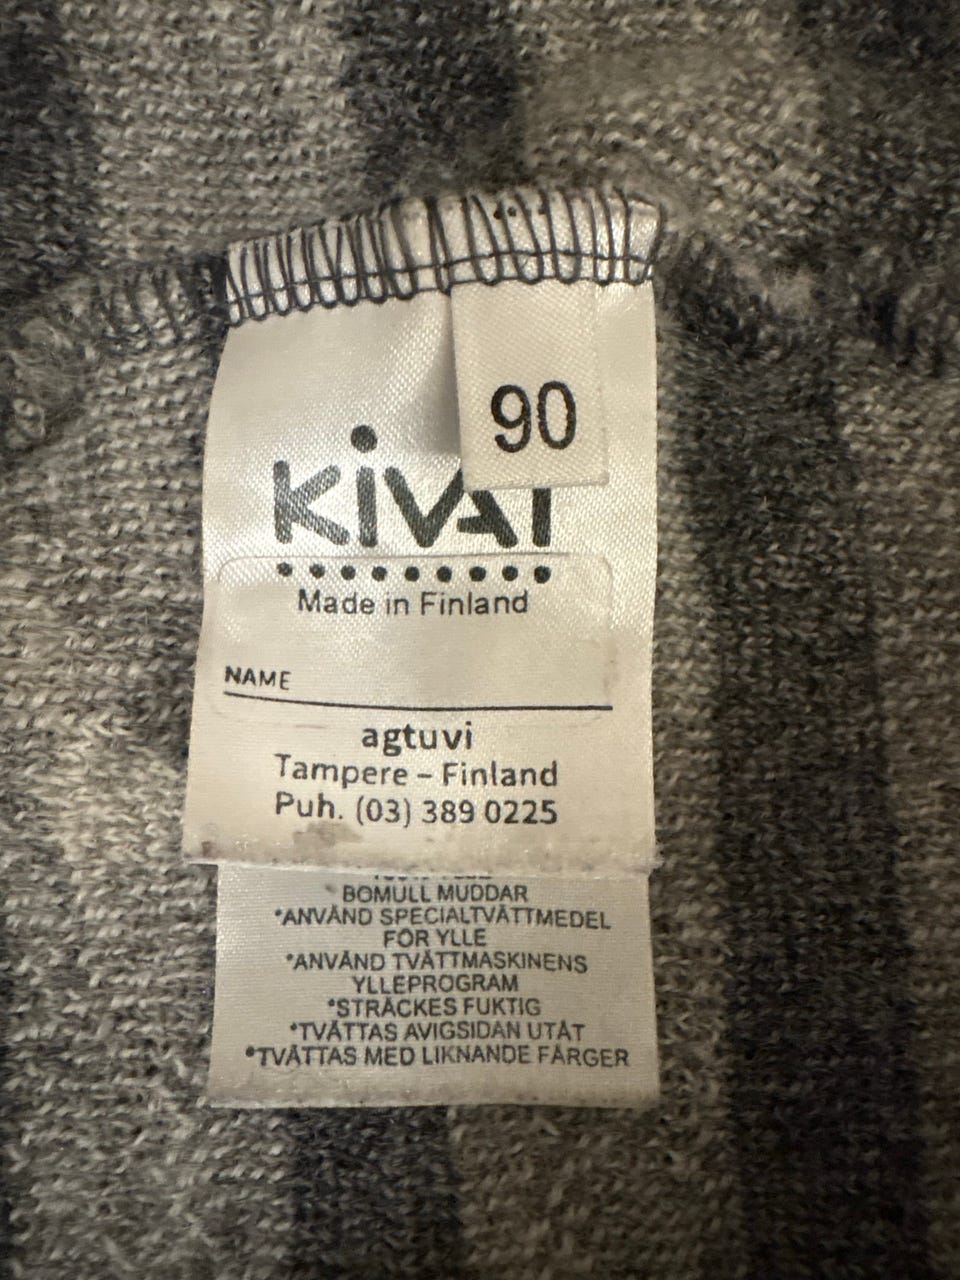 90
KIVAT
Made in Finland
NAME
agtuvi
Tampere – Finland
Puh. (03) 389 0225
BOMULL MUDDAR
*ANVÄND SPECIALTVÄTTMEDEL
FÖR YLLE
*ANVÄND TVÄTTMASKINENS
YLLEPROGRAM
*STRÄCKES FUKTIG
*TVÄTTAS AVIGSIDAN UTÅT
*TVÄTTAS MED LIKNANDE FÄRGER